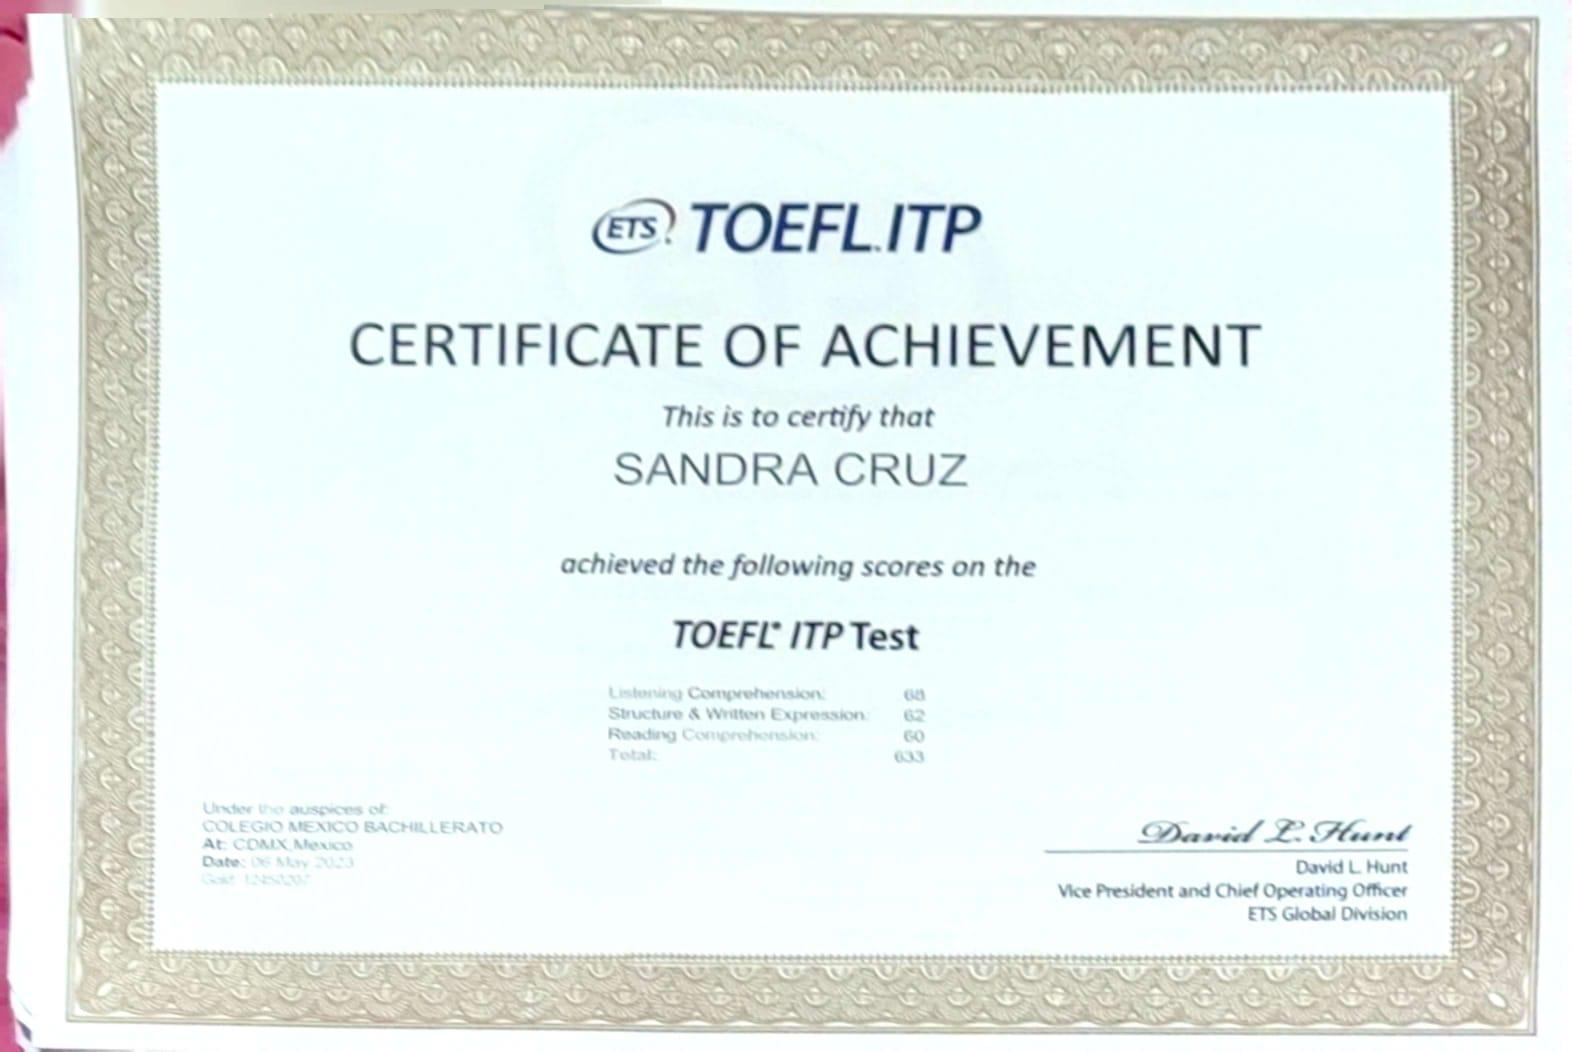 ETS® TOEFL®ITP
CERTIFICATE OF ACHIEVEMENT
This is to certify that
SANDRA CRUZ
achieved the following scores on the
TOEFL® ITP Test
Listening Comprehension: 68
Structure & Written Expression: 62
Reading Comprehension: 60
Total: 633
Under the auspices of:
COLEGIO MEXICO BACHILLERATO
At: CDMX, Mexico
Date: 06 May 2023
David L. Hunt
David L. Hunt
Vice President and Chief Operating Officer
ETS Global Division